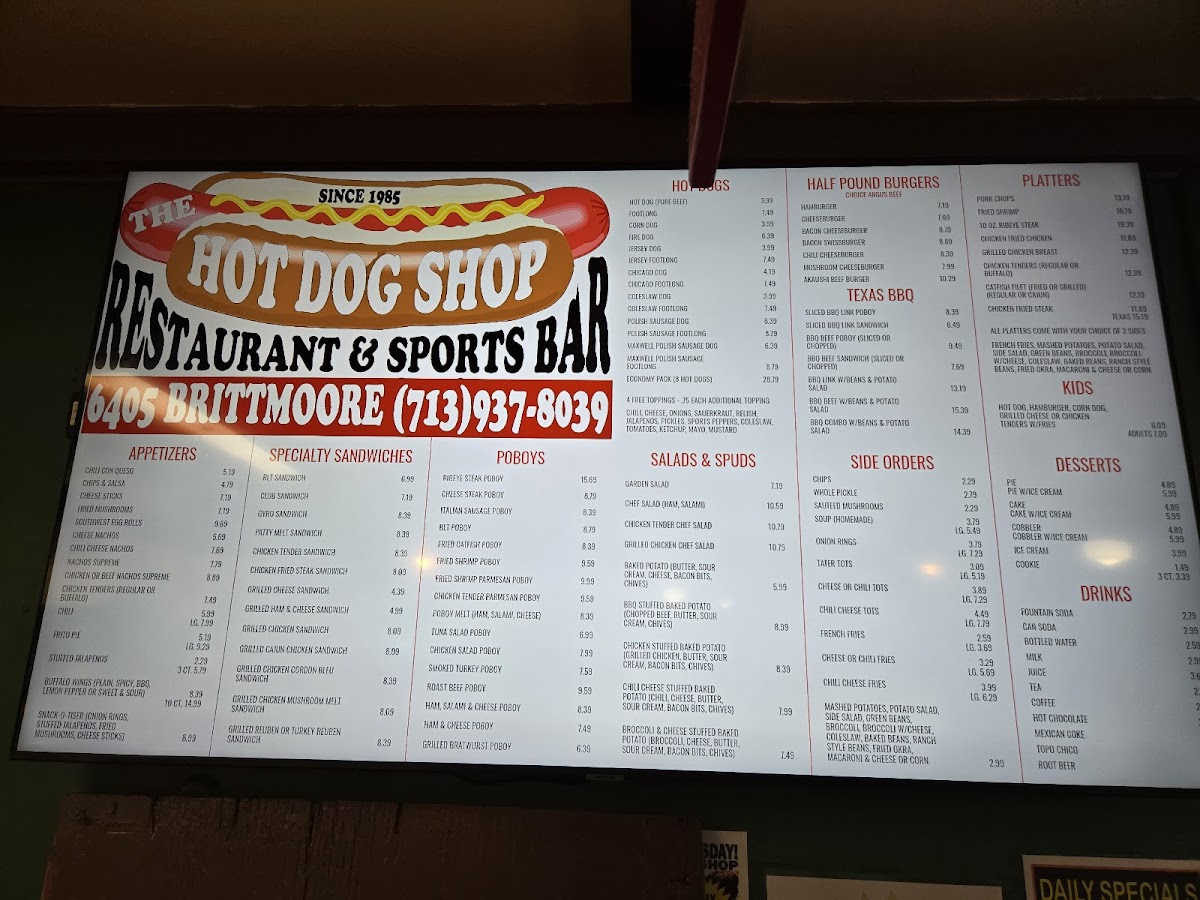 SINCE 1985
THE
HOT DOG SHOP
RESTAURANT & SPORTS BAR
6405 BRITTMOORE (713)937-8039
APPETIZERS
CHILI CON QUESO 5.19
CHIPS & SALSA 4.79
CHEESE STICKS 7.19
FRIED MUSHROOMS 7.19
SOUTHWEST EGG ROLLS 9.69
CHEESE NACHOS 5.69
CHILI CHEESE NACHOS 7.69
NACHOS SUPREME 7.79
CHICKEN OR BEEF NACHOS SUPREME 8.89
CHICKEN TENDERS (REGULAR OR
BUFFALO) 7.49
CHILI 5.99
LG. 7.99
FRITO PIE 5.19
LG. 9.29
STUFFED JALAPENOS 2.29
3 CT. 5.79
BUFFALO WINGS (PLAIN, SPICY, BBQ,
LEMON PEPPER OR SWEET & SOUR) 8.39
10 CT. 14.99
SNACK-O-TISER (ONION RINGS,
STUFFED JALAPENOS, FRIED
MUSHROOMS, CHEESE STICKS) 8.99
SPECIALTY SANDWICHES
BLT SANDWICH 6.99
CLUB SANDWICH 7.19
GYRO SANDWICH 8.39
PATTY MELT SANDWICH 8.39
CHICKEN TENDER SANDWICH 8.39
CHICKEN FRIED STEAK SANDWICH 8.09
GRILLED CHEESE SANDWICH 4.39
GRILLED HAM & CHEESE SANDWICH 4.99
GRILLED CHICKEN SANDWICH 8.09
GRILLED CAJUN CHICKEN SANDWICH 8.99
GRILLED CHICKEN CORDON BLEU
SANDWICH 8.39
GRILLED CHICKEN MUSHROOM MELT
SANDWICH 8.09
GRILLED REUBEN OR TURKEY REUBEN
SANDWICH 8.39
POBOYS
RIBEYE STEAK POBOY 15.69
CHEESE STEAK POBOY 8.79
ITALIAN SAUSAGE POBOY 8.39
BLT POBOY 8.79
FRIED CATFISH POBOY 8.39
FRIED SHRIMP POBOY 9.59
FRIED SHRIMP PARMESAN POBOY 9.99
CHICKEN TENDER PARMESAN POBOY 9.59
POBOY MELT (HAM, SALAMI, CHEESE) 8.39
TUNA SALAD POBOY 6.99
CHICKEN SALAD POBOY 7.99
SMOKED TURKEY POBOY 7.59
ROAST BEEF POBOY 9.59
HAM, SALAMI & CHEESE POBOY 8.39
HAM & CHEESE POBOY 7.49
GRILLED BRATWURST POBOY 6.39
HOT DOGS
HOT DOG (PURE BEEF) 3.99
FOOTLONG 7.49
CORN DOG 3.99
FIRE DOG 6.39
JERSEY DOG 3.99
JERSEY FOOTLONG 7.49
CHICAGO DOG 4.19
CHICAGO FOOTLONG 7.49
COLESLAW DOG 3.99
COLESLAW FOOTLONG 7.49
POLISH SAUSAGE DOG 6.39
POLISH SAUSAGE FOOTLONG 8.79
MAXWELL POLISH SAUSAGE DOG 6.39
MAXWELL POLISH SAUSAGE
FOOTLONG 8.79
ECONOMY PACK (8 HOT DOGS) 28.79
4 FREE TOPPINGS - .75 EACH ADDITIONAL TOPPING
CHILI, CHEESE, ONIONS, SAUERKRAUT, RELISH,
JALAPENOS, PICKLES, SPORTS PEPPERS, COLESLAW,
TOMATOES, KETCHUP, MAYO, MUSTARD
SALADS & SPUDS
GARDEN SALAD 7.19
CHEF SALAD (HAM, SALAMI) 10.59
CHICKEN TENDER CHEF SALAD 10.79
GRILLED CHICKEN CHEF SALAD 10.79
BAKED POTATO (BUTTER, SOUR
CREAM, CHEESE, BACON BITS,
CHIVES) 5.99
BBQ STUFFED BAKED POTATO
(CHOPPED BEEF, BUTTER, SOUR
CREAM, CHIVES) 8.99
CHICKEN STUFFED BAKED POTATO
(GRILLED CHICKEN, BUTTER, SOUR
CREAM, BACON BITS, CHIVES) 8.39
CHILI CHEESE STUFFED BAKED
POTATO (CHILI, CHEESE, BUTTER,
SOUR CREAM, BACON BITS, CHIVES) 7.99
BROCCOLI & CHEESE STUFFED BAKED
POTATO (BROCCOLI, CHEESE, BUTTER,
SOUR CREAM, BACON BITS, CHIVES) 7.49
HALF POUND BURGERS
CHOICE ANGUS BEEF
HAMBURGER 7.19
CHEESEBURGER 7.69
BACON CHEESEBURGER 8.79
BACON SWISSBURGER 8.89
CHILI CHEESEBURGER 8.39
MUSHROOM CHEESEBURGER 7.99
AKAUSHI BEEF BURGER 10.29
TEXAS BBQ
SLICED BBQ LINK POBOY 8.39
SLICED BBQ LINK SANDWICH 6.49
BBQ BEEF POBOY (SLICED OR
CHOPPED) 9.49
BBQ BEEF SANDWICH (SLICED OR
CHOPPED) 7.69
BBQ LINK W/BEANS & POTATO
SALAD 13.19
BBQ BEEF W/BEANS & POTATO
SALAD 15.39
BBQ COMBO W/BEANS & POTATO
SALAD 14.39
SIDE ORDERS
CHIPS 2.29
WHOLE PICKLE 2.79
SAUTEED MUSHROOMS 2.29
SOUP (HOMEMADE) 3.79
LG. 5.49
ONION RINGS 3.79
LG. 7.29
TATER TOTS 3.09
LG. 5.19
CHEESE OR CHILI TOTS 3.89
LG. 7.29
CHILI CHEESE TOTS 4.49
LG. 7.79
FRENCH FRIES 2.59
LG. 3.69
CHEESE OR CHILI FRIES 3.29
LG. 5.69
CHILI CHEESE FRIES 3.99
LG. 6.29
MASHED POTATOES, POTATO SALAD,
SIDE SALAD, GREEN BEANS,
BROCCOLI, BROCCOLI W/CHEESE,
COLESLAW, BAKED BEANS, RANCH
STYLE BEANS, FRIED OKRA,
MACARONI & CHEESE OR CORN 2.99
PLATTERS
PORK CHOPS 13.19
FRIED SHRIMP 16.79
10 OZ. RIBEYE STEAK 19.39
CHICKEN FRIED CHICKEN 11.89
GRILLED CHICKEN BREAST 12.39
CHICKEN TENDERS (REGULAR OR
BUFFALO) 12.39
CATFISH FILET (FRIED OR GRILLED)
(REGULAR OR CAJUN) 12.19
CHICKEN FRIED STEAK 11.89
TEXAS 15.19
ALL PLATTERS COME WITH YOUR CHOICE OF 2 SIDES
FRENCH FRIES, MASHED POTATOES, POTATO SALAD,
SIDE SALAD, GREEN BEANS, BROCCOLI, BROCCOLI
W/CHEESE, COLESLAW, BAKED BEANS, RANCH STYLE
BEANS, FRIED OKRA, MACARONI & CHEESE OR CORN
KIDS
HOT DOG, HAMBURGER, CORN DOG,
GRILLED CHEESE OR CHICKEN
TENDERS W/FRIES 6.09
ADULTS 7.09
DESSERTS
PIE 4.89
PIE W/ICE CREAM 5.99
CAKE 4.89
CAKE W/ICE CREAM 5.99
COBBLER 4.89
COBBLER W/ICE CREAM 5.99
ICE CREAM 3.99
COOKIE 1.49
3 CT. 3.39
DRINKS
FOUNTAIN SODA 2.79
CAN SODA 2.99
BOTTLED WATER 2.59
MILK 2.9
JUICE 3.6
TEA 2.
COFFEE 2.
HOT CHOCOLATE
MEXICAN COKE
TOPO CHICO
ROOT BEER
SDAY!
SHOP
DAILY SPECIALS